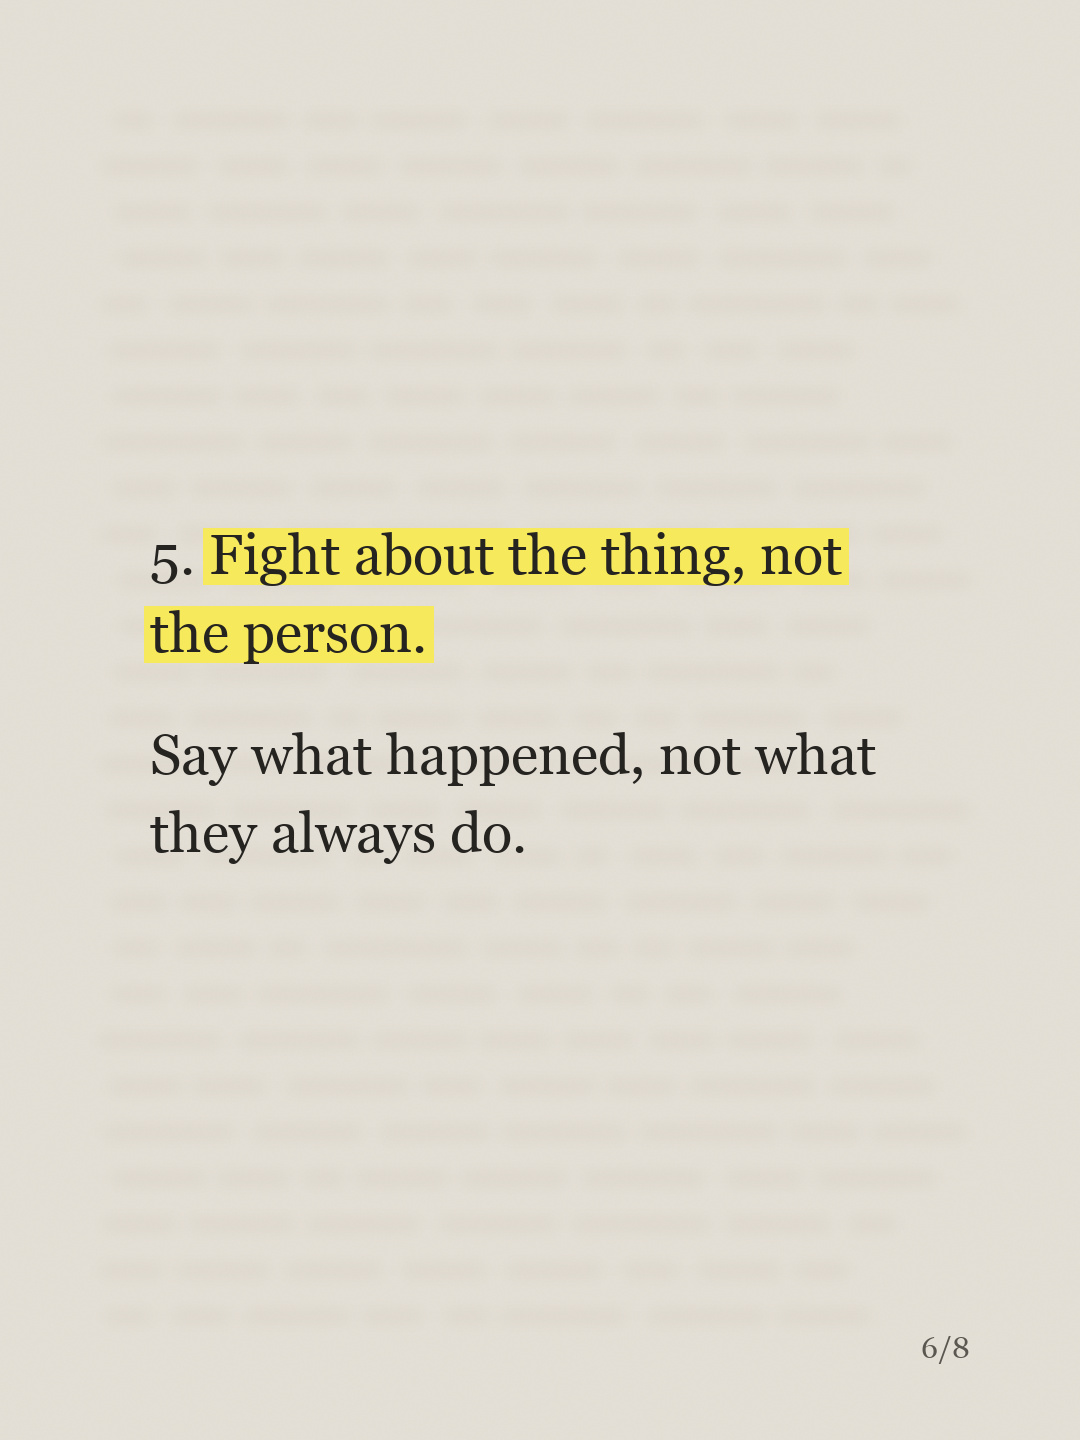 5. Fight about the thing, not
the person.
Say what happened, not what
they always do.
6/8